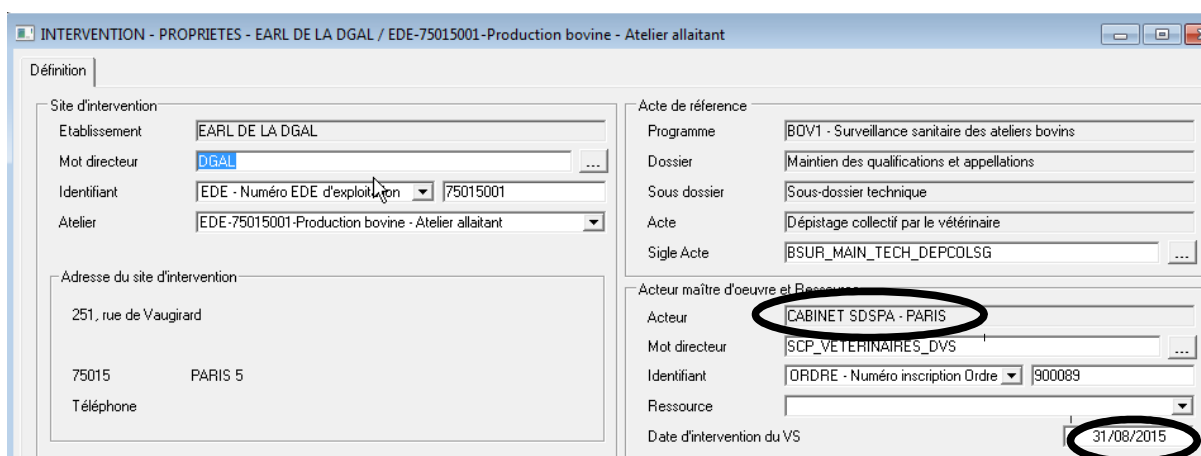 INTERVENTION - PROPRIETES - EARL DE LA DGAL / EDE-75015001-Production bovine - Atelier allaitant
Définition
Site d'intervention
Etablissement EARL DE LA DGAL
Mot directeur DGAL ...
Identifiant EDE - Numéro EDE d'exploitation 75015001
Atelier EDE-75015001-Production bovine - Atelier allaitant
Adresse du site d'intervention
251, rue de Vaugirard
75015 PARIS 5
Téléphone
Acte de réference
Programme BOV1 - Surveillance sanitaire des ateliers bovins
Dossier Maintien des qualifications et appellations
Sous dossier Sous-dossier technique
Acte Dépistage collectif par le vétérinaire
Sigle Acte BSUR_MAIN_TECH_DEPCOLSG ...
Acteur maître d'oeuvre et Ressource
Acteur CABINET SDSPA - PARIS
Mot directeur SCP_VETERINAIRES_DVS ...
Identifiant ORDRE - Numéro inscription Ordre 900089
Ressource
Date d'intervention du VS 31/08/2015